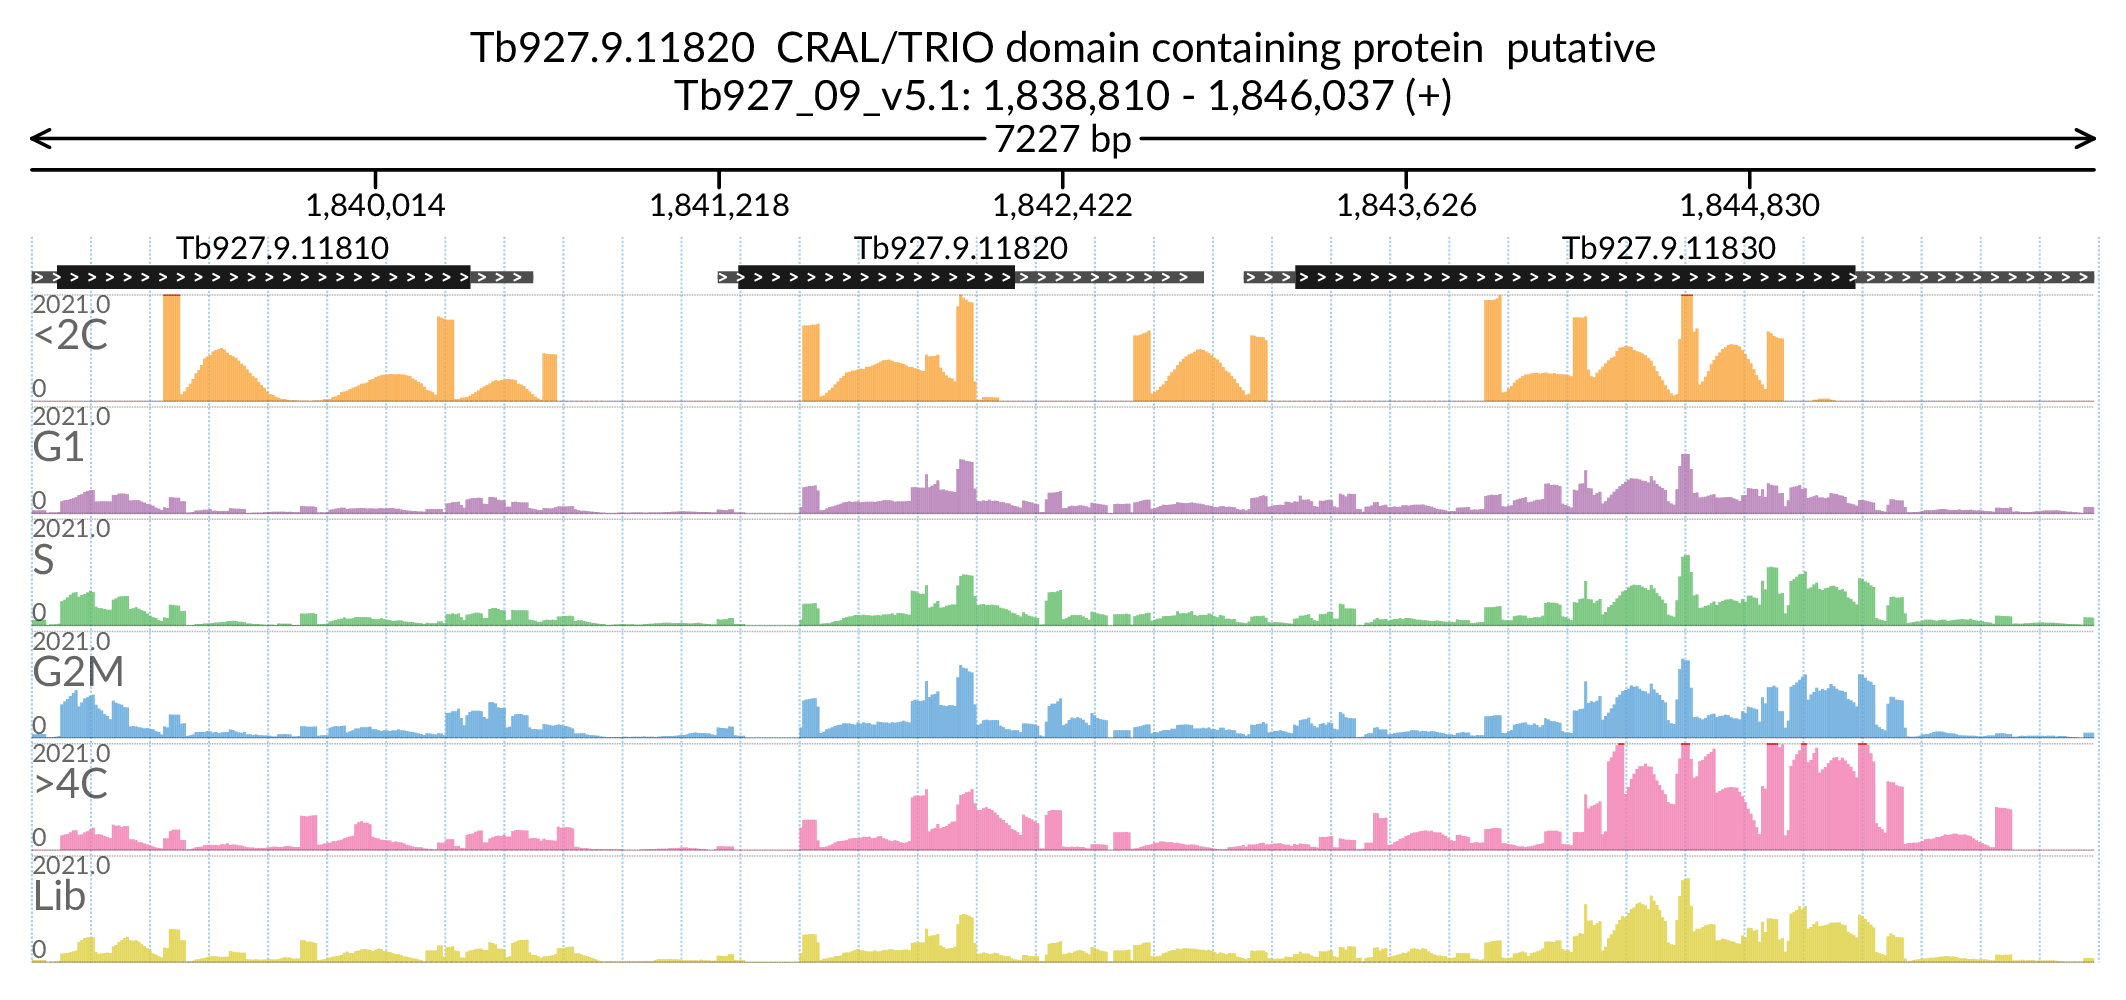 Tb927.9.11820  CRAL/TRIO domain containing protein  putative
Tb927_09_v5.1: 1,838,810 - 1,846,037 (+)
7227 bp
1,840,014 1,841,218 1,842,422 1,843,626 1,844,830
Tb927.9.11810 Tb927.9.11820 Tb927.9.11830
2021.0
<2C
0
2021.0
G1
0
2021.0
S
0
2021.0
G2M
0
2021.0
>4C
0
2021.0
Lib
0